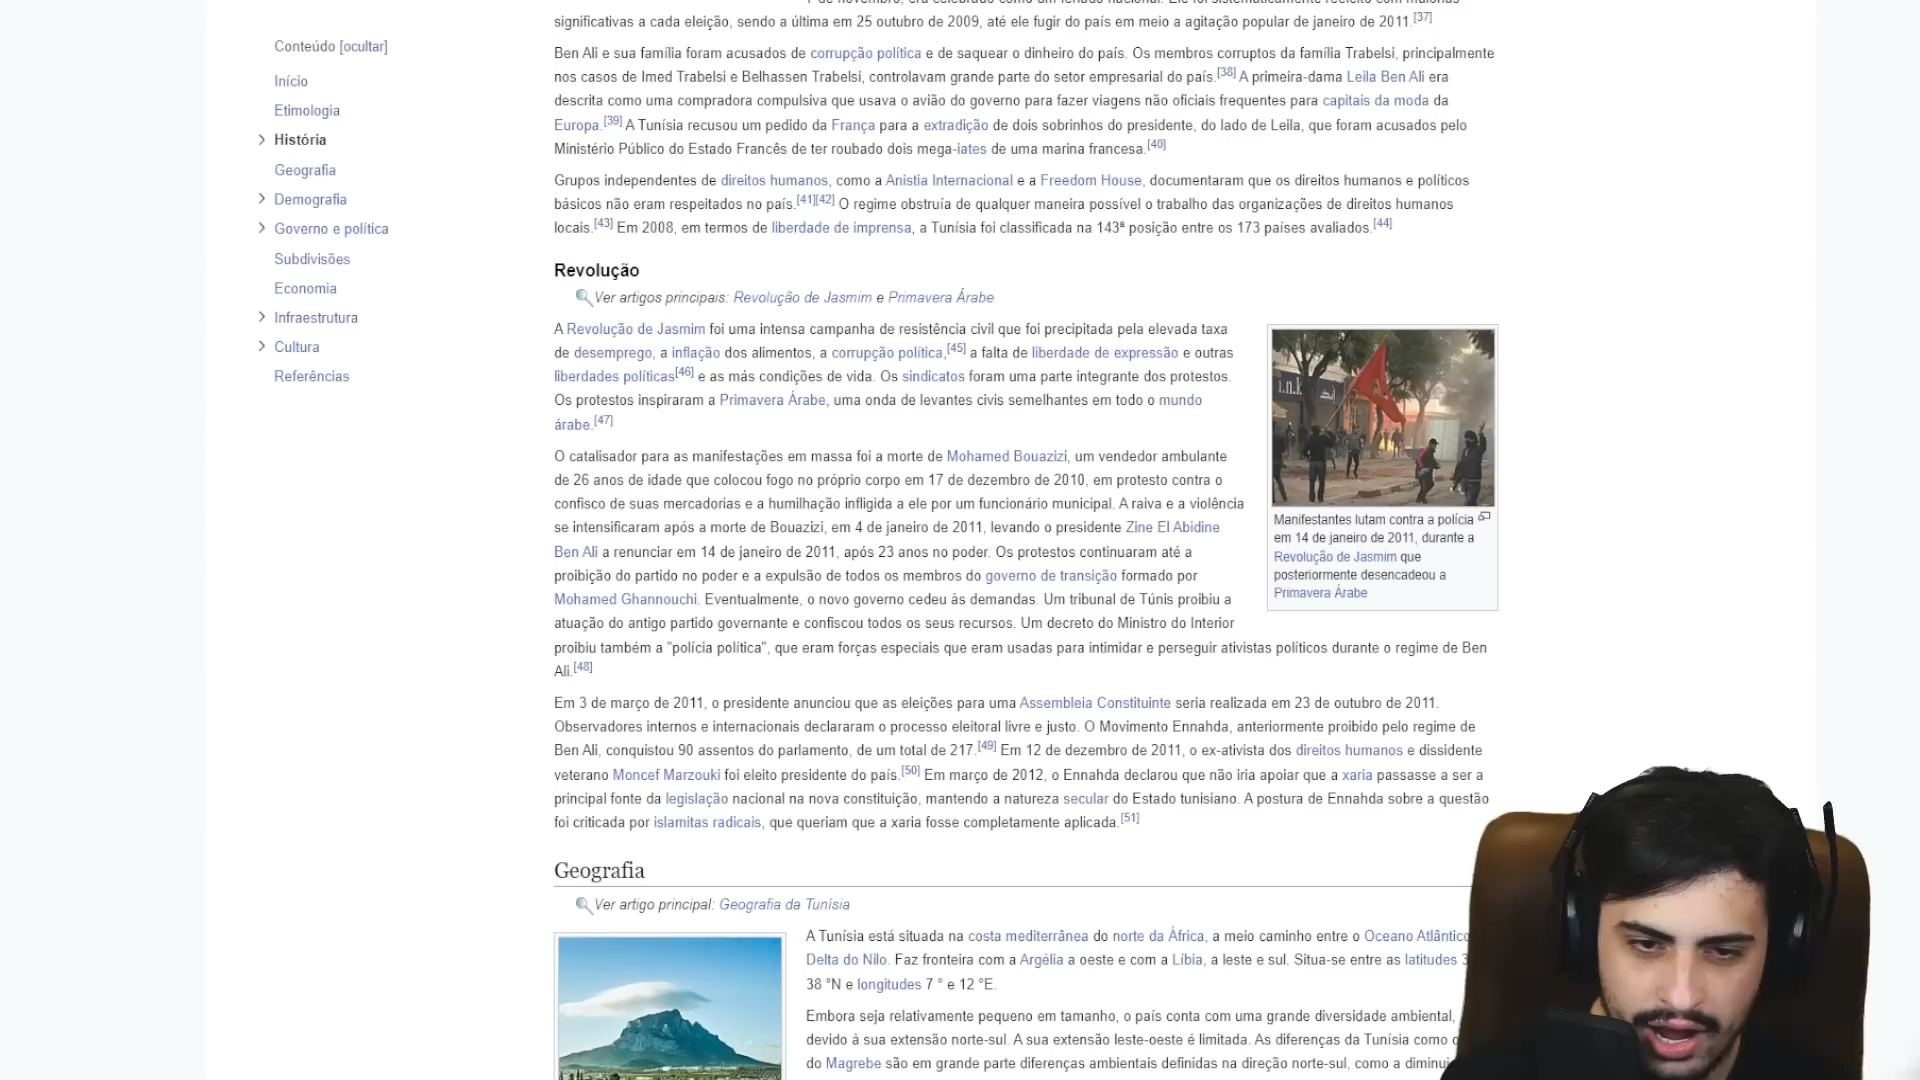 Conteúdo [ocultar]
Início
Etimologia
História
Geografia
Demografia
Governo e política
Subdivisões
Economia
Infraestrutura
Cultura
Referências
significativas a cada eleição, sendo a última em 25 outubro de 2009, até ele fugir do país em meio a agitação popular de janeiro de 2011.[37]
Ben Ali e sua família foram acusados de corrupção política e de saquear o dinheiro do país. Os membros corruptos da família Trabelsi, principalmente
nos casos de Imed Trabelsi e Belhassen Trabelsi, controlavam grande parte do setor empresarial do país.[38] A primeira-dama Leila Ben Ali era
descrita como uma compradora compulsiva que usava o avião do governo para fazer viagens não oficiais frequentes para capitais da moda da
Europa.[39] A Tunísia recusou um pedido da França para a extradição de dois sobrinhos do presidente, do lado de Leila, que foram acusados pelo
Ministério Público do Estado Francês de ter roubado dois mega-iates de uma marina francesa.[40]
Grupos independentes de direitos humanos, como a Anistia Internacional e a Freedom House, documentaram que os direitos humanos e políticos
básicos não eram respeitados no país.[41][42] O regime obstruía de qualquer maneira possível o trabalho das organizações de direitos humanos
locais.[43] Em 2008, em termos de liberdade de imprensa, a Tunísia foi classificada na 143ª posição entre os 173 países avaliados.[44]
Revolução
Ver artigos principais: Revolução de Jasmim e Primavera Árabe
A Revolução de Jasmim foi uma intensa campanha de resistência civil que foi precipitada pela elevada taxa
de desemprego, a inflação dos alimentos, a corrupção política,[45] a falta de liberdade de expressão e outras
liberdades políticas[46] e as más condições de vida. Os sindicatos foram uma parte integrante dos protestos.
Os protestos inspiraram a Primavera Árabe, uma onda de levantes civis semelhantes em todo o mundo
árabe.[47]
O catalisador para as manifestações em massa foi a morte de Mohamed Bouazizi, um vendedor ambulante
de 26 anos de idade que colocou fogo no próprio corpo em 17 de dezembro de 2010, em protesto contra o
confisco de suas mercadorias e a humilhação infligida a ele por um funcionário municipal. A raiva e a violência
se intensificaram após a morte de Bouazizi, em 4 de janeiro de 2011, levando o presidente Zine El Abidine
Ben Ali a renunciar em 14 de janeiro de 2011, após 23 anos no poder. Os protestos continuaram até a
proibição do partido no poder e a expulsão de todos os membros do governo de transição formado por
Mohamed Ghannouchi. Eventualmente, o novo governo cedeu às demandas. Um tribunal de Túnis proibiu a
atuação do antigo partido governante e confiscou todos os seus recursos. Um decreto do Ministro do Interior
proibiu também a "polícia política", que eram forças especiais que eram usadas para intimidar e perseguir ativistas políticos durante o regime de Ben
Ali.[48]
i.n.k
Manifestantes lutam contra a polícia
em 14 de janeiro de 2011, durante a
Revolução de Jasmim que
posteriormente desencadeou a
Primavera Árabe
Em 3 de março de 2011, o presidente anunciou que as eleições para uma Assembleia Constituinte seria realizada em 23 de outubro de 2011.
Observadores internos e internacionais declararam o processo eleitoral livre e justo. O Movimento Ennahda, anteriormente proibido pelo regime de
Ben Ali, conquistou 90 assentos do parlamento, de um total de 217.[49] Em 12 de dezembro de 2011, o ex-ativista dos direitos humanos e dissidente
veterano Moncef Marzouki foi eleito presidente do país.[50] Em março de 2012, o Ennahda declarou que não iria apoiar que a xaria passasse a ser a
principal fonte da legislação nacional na nova constituição, mantendo a natureza secular do Estado tunisiano. A postura de Ennahda sobre a questão
foi criticada por islamitas radicais, que queriam que a xaria fosse completamente aplicada.[51]
Geografia
Ver artigo principal: Geografia da Tunísia
A Tunísia está situada na costa mediterrânea do norte da África, a meio caminho entre o Oceano Atlântico
Delta do Nilo. Faz fronteira com a Argélia a oeste e com a Líbia, a leste e sul. Situa-se entre as latitudes
38 °N e longitudes 7 ° e 12 °E.
Embora seja relativamente pequeno em tamanho, o país conta com uma grande diversidade ambiental,
devido à sua extensão norte-sul. A sua extensão leste-oeste é limitada. As diferenças da Tunísia como
do Magrebe são em grande parte diferenças ambientais definidas na direção norte-sul, como a